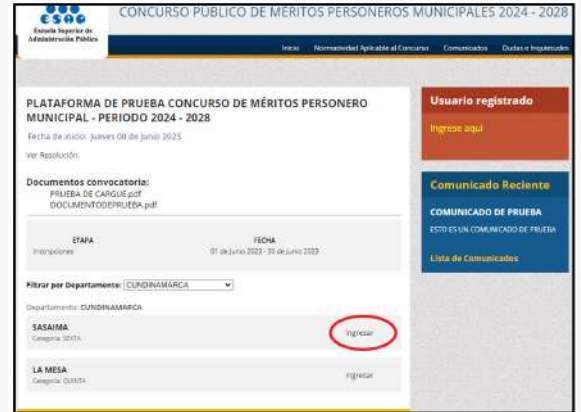 ESAP
Escuela Superior de
Administración Pública
CONCURSO PÚBLICO DE MÉRITOS PERSONEROS MUNICIPALES 2024 - 2028
Inicio Normatividad Aplicable al Concurso Comunicados Dudas e Inquietudes
PLATAFORMA DE PRUEBA CONCURSO DE MÉRITOS PERSONERO
MUNICIPAL - PERIODO 2024 - 2028
Fecha de inicio: Jueves 08 de Junio 2023
Ver Resolución.
Documentos convocatoria:
PRUEBA DE CARGUE.pdf
DOCUMENTODEPRUEBA.pdf
ETAPA FECHA
Inscripciones 01 de Junio 2023 - 30 de Junio 2023
Filtrar por Departamento: CUNDINAMARCA
Departamento: CUNDINAMARCA
SASAIMA
Categoría: SEXTA
Ingresar
LA MESA
Categoría: QUINTA
Ingresar
Usuario registrado
Ingrese aquí
Comunicado Reciente
COMUNICADO DE PRUEBA
ESTO ES UN COMUNICADO DE PRUEBA
Lista de Comunicados